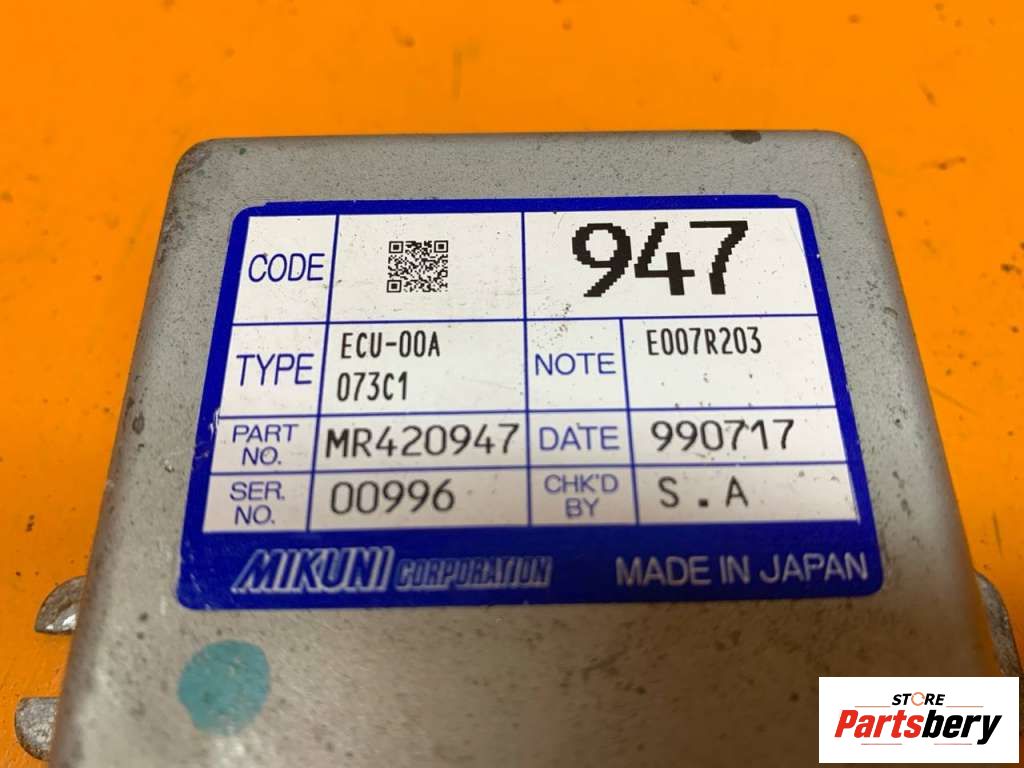 CODE 947
TYPE ECU-00A NOTE E007R203
073C1
PART NO. MR420947 DATE 990717
SER. NO. 00996 CHK'D BY S.A
MIKUNI CORPORATION MADE IN JAPAN
STORE
Partsbery